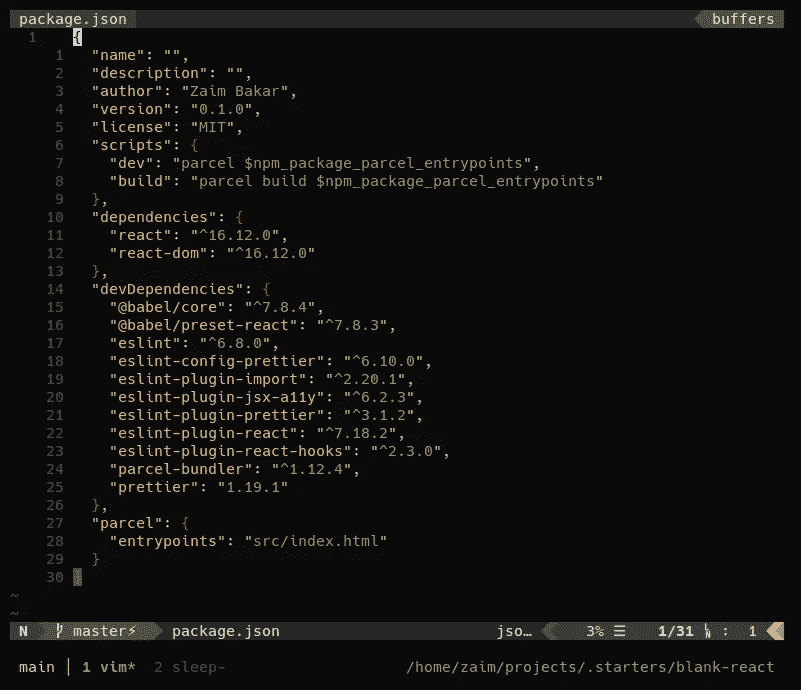 package.json buffers
1 {
1 "name": "",
2 "description": "",
3 "author": "Zaim Bakar",
4 "version": "0.1.0",
5 "license": "MIT",
6 "scripts": {
7 "dev": "parcel $npm_package_parcel_entrypoints",
8 "build": "parcel build $npm_package_parcel_entrypoints"
9 },
10 "dependencies": {
11 "react": "^16.12.0",
12 "react-dom": "^16.12.0"
13 },
14 "devDependencies": {
15 "@babel/core": "^7.8.4",
16 "@babel/preset-react": "^7.8.3",
17 "eslint": "^6.8.0",
18 "eslint-config-prettier": "^6.10.0",
19 "eslint-plugin-import": "^2.20.1",
20 "eslint-plugin-jsx-a11y": "^6.2.3",
21 "eslint-plugin-prettier": "^3.1.2",
22 "eslint-plugin-react": "^7.18.2",
23 "eslint-plugin-react-hooks": "^2.3.0",
24 "parcel-bundler": "^1.12.4",
25 "prettier": "1.19.1"
26 },
27 "parcel": {
28 "entrypoints": "src/index.html"
29 }
30 }
~
~
N master⚡ package.json jso… 3% ☰ 1/31 ㏑ : 1
main │ 1 vim* 2 sleep- /home/zaim/projects/.starters/blank-react